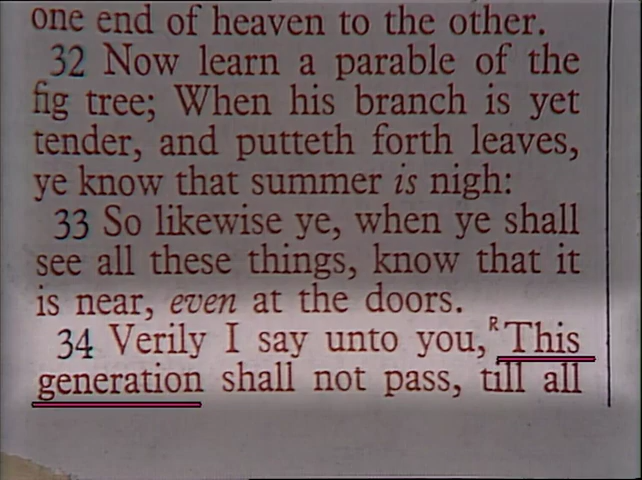 one end of heaven to the other.
32 Now learn a parable of the
fig tree; When his branch is yet
tender, and putteth forth leaves,
ye know that summer is nigh:
33 So likewise ye, when ye shall
see all these things, know that it
is near, even at the doors.
34 Verily I say unto you,ᴿThis
generation shall not pass, till all